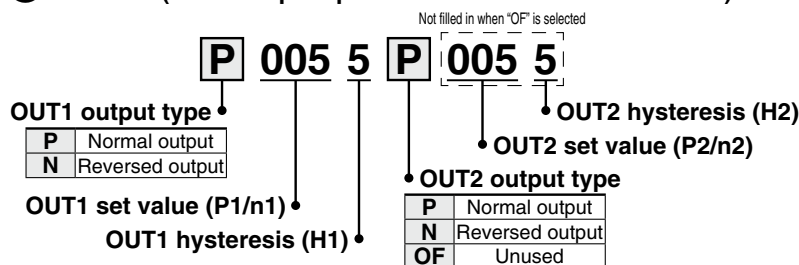 Not filled in when "OF" is selected
P 005 5 P 005 5
OUT1 output type
P Normal output
N Reversed output
OUT1 set value (P1/n1)
OUT1 hysteresis (H1)
OUT2 hysteresis (H2)
OUT2 set value (P2/n2)
OUT2 output type
P Normal output
N Reversed output
OF Unused